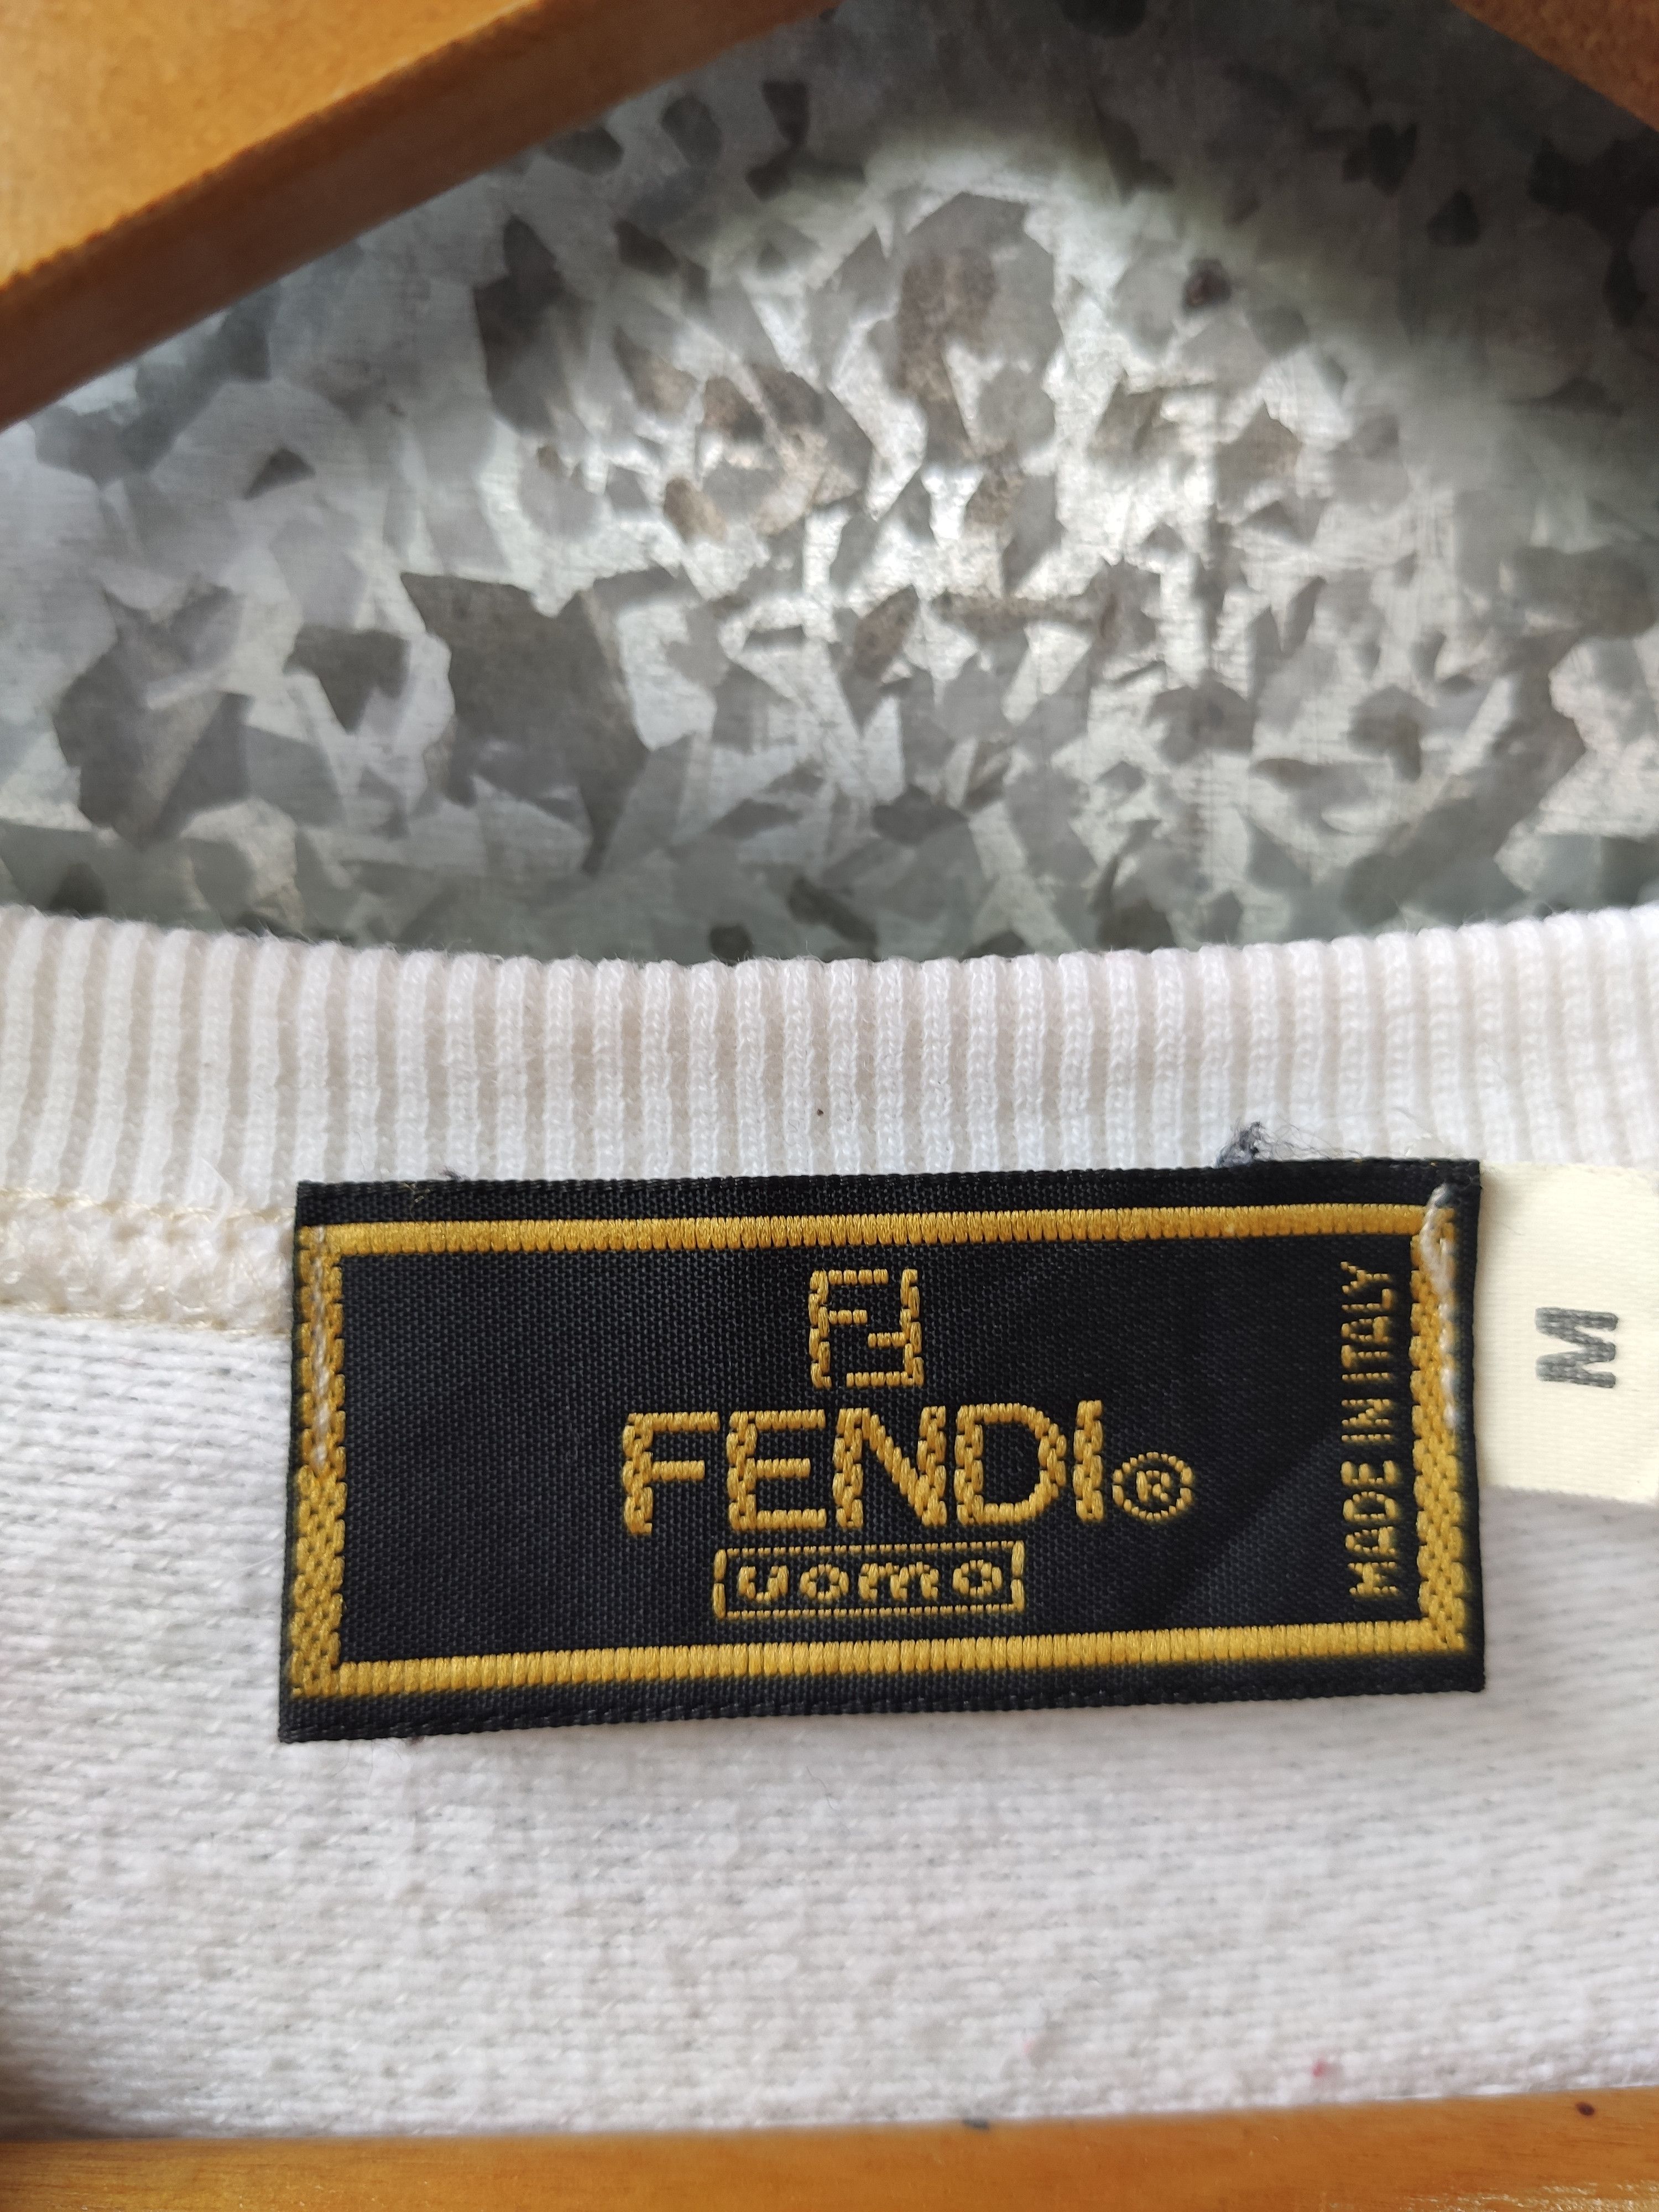 FF
FENDI®
uomo
MADE IN ITALY
M